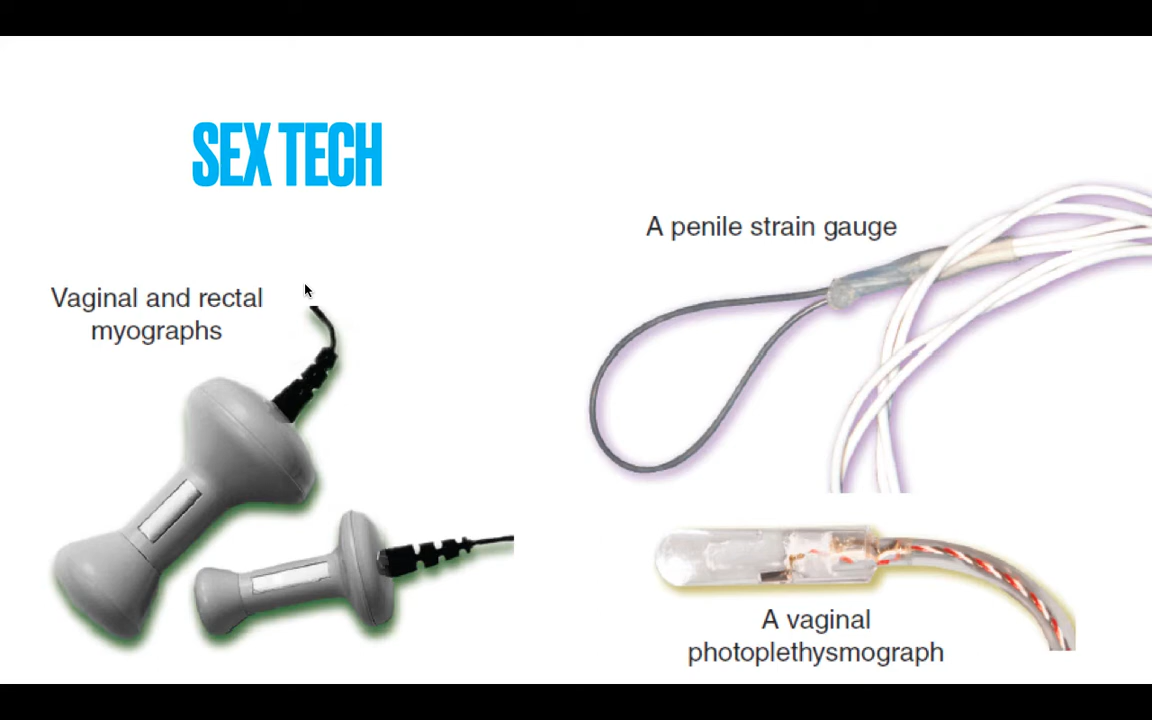 SEX TECH
A penile strain gauge
Vaginal and rectal
myographs
A vaginal
photoplethysmograph